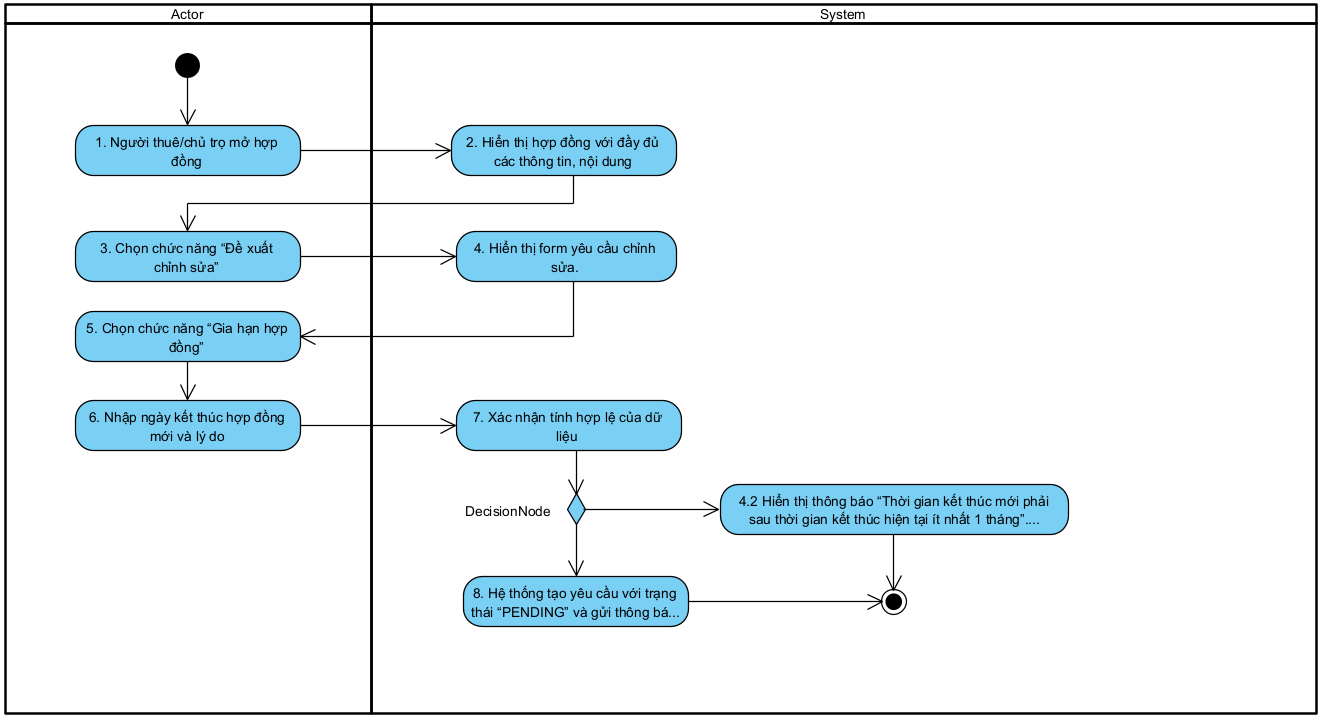 Actor
System
1. Người thuê/chủ trọ mở hợp
đồng
2. Hiển thị hợp đồng với đầy đủ
các thông tin, nội dung
3. Chọn chức năng “Đề xuất
chỉnh sửa”
4. Hiển thị form yêu cầu chỉnh
sửa.
5. Chọn chức năng “Gia hạn hợp
đồng”
6. Nhập ngày kết thúc hợp đồng
mới và lý do
7. Xác nhận tính hợp lệ của dữ
liệu
DecisionNode
4.2 Hiển thị thông báo “Thời gian kết thúc mới phải
sau thời gian kết thúc hiện tại ít nhất 1 tháng”....
8. Hệ thống tạo yêu cầu với trạng
thái “PENDING” và gửi thông bá...